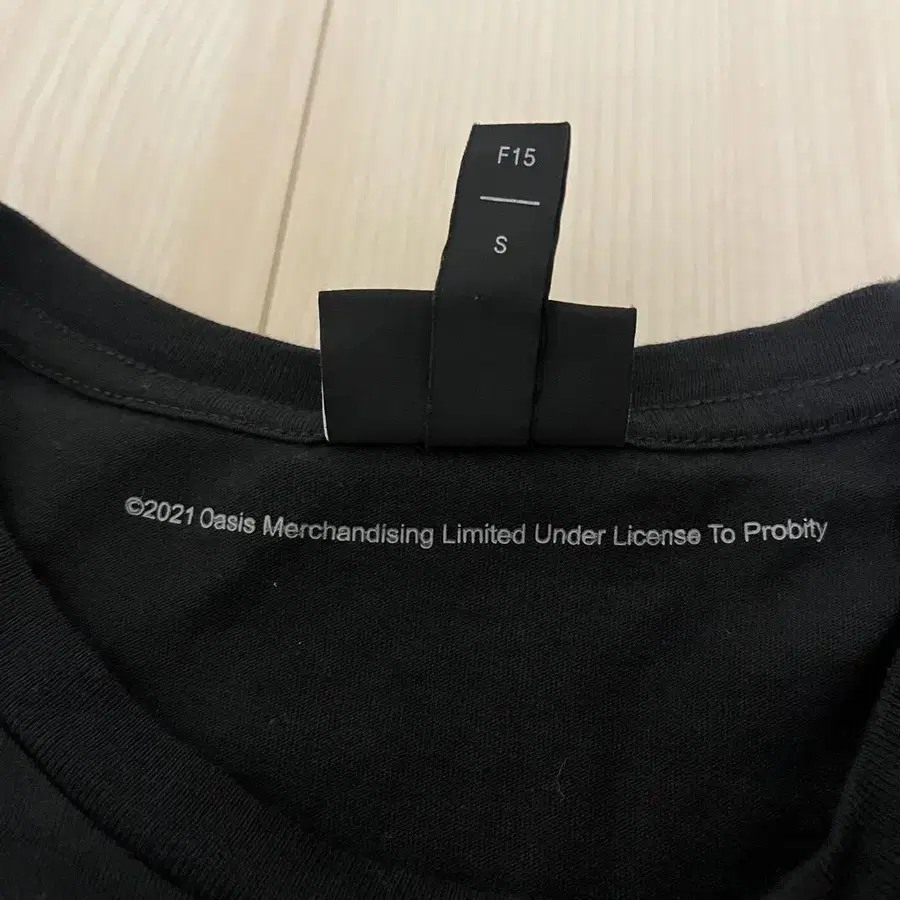 F15
S
©2021 Oasis Merchandising Limited Under License To Probity